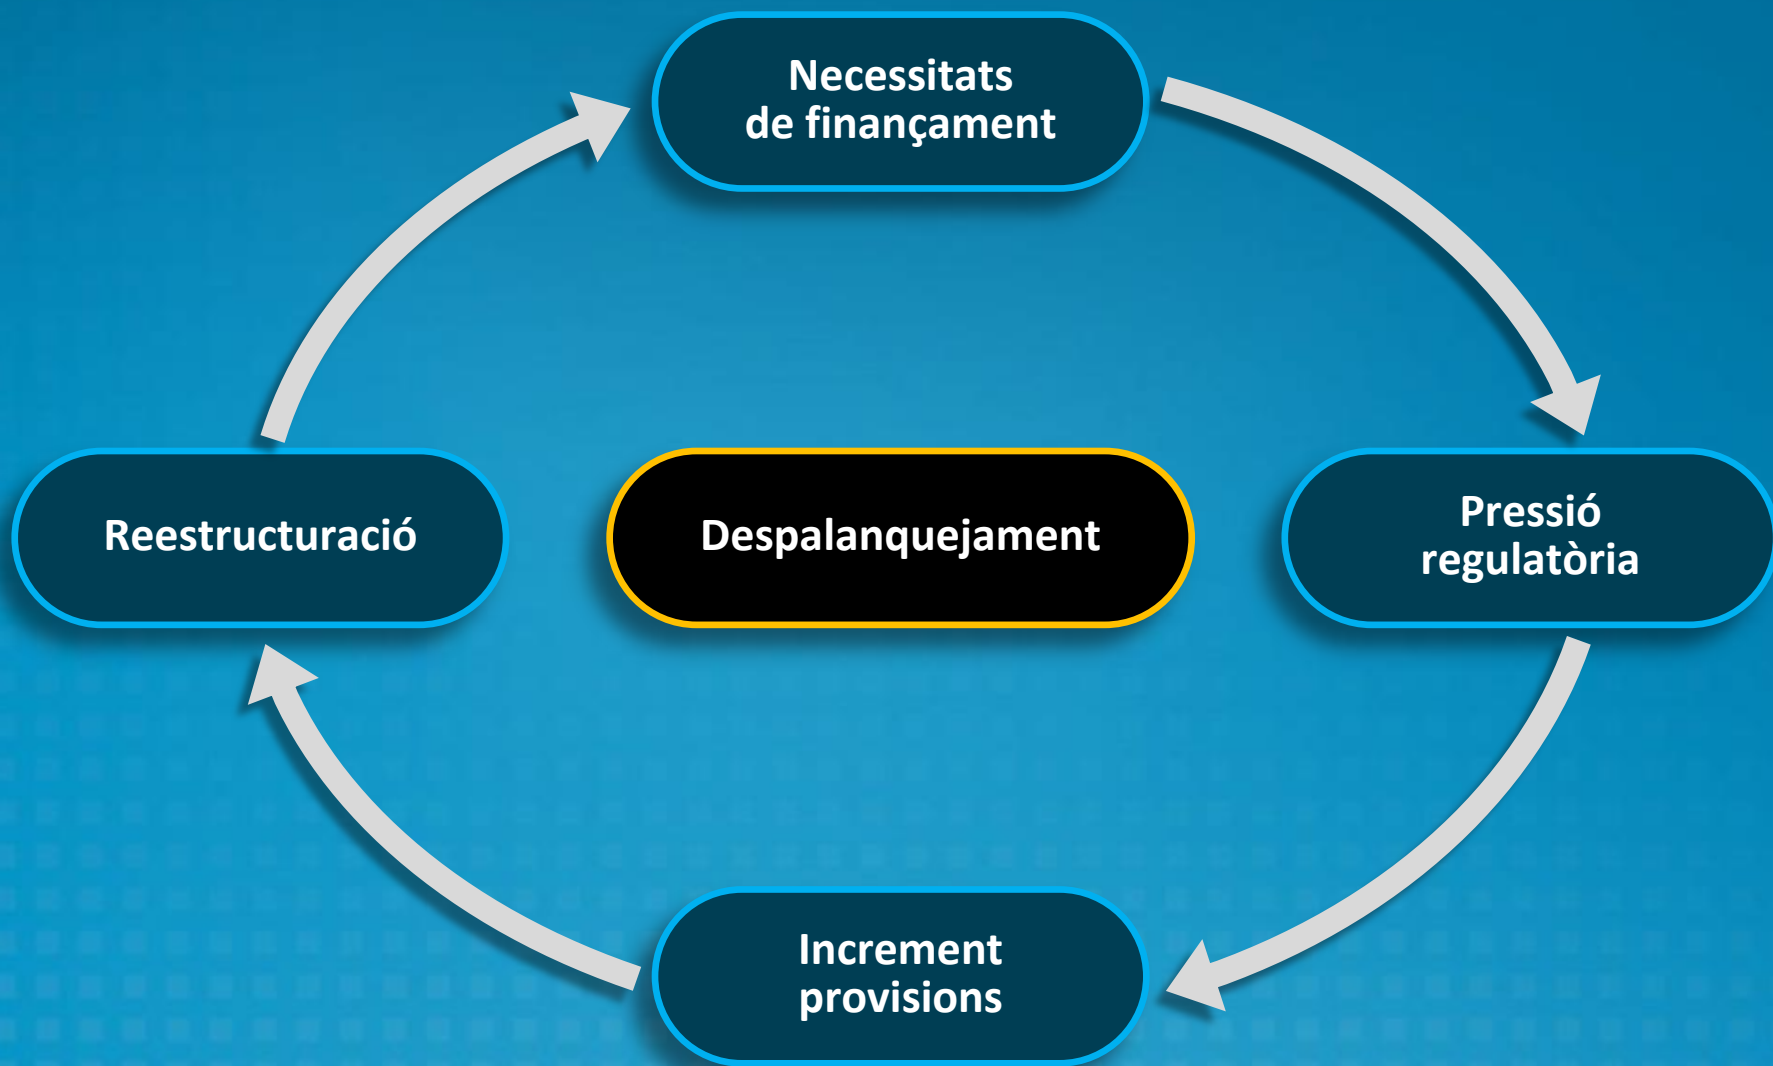 Necessitats
de finançament
Reestructuració
Despalanquejament
Pressió
regulatòria
Increment
provisions